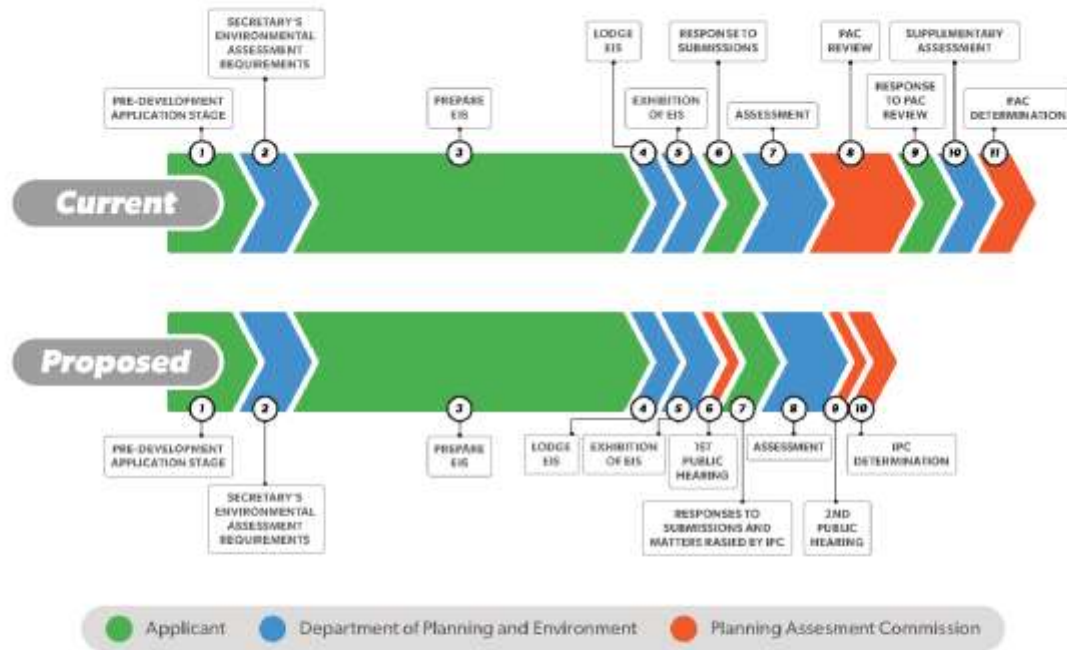 SECRETARY'S
ENVIRONMENTAL
ASSESSMENT
REQUIREMENTS
LODGE
EIS
RESPONSE TO
SUBMISSIONS
PAC
REVIEW
SUPPLEMENTARY
ASSESSMENT
PRE-DEVELOPMENT
APPLICATION STAGE
PREPARE
EIS
EXHIBITION
OF EIS
ASSESSMENT
RESPONSE
TO PAC
REVIEW
PAC
DETERMINATION
1
2
3
4
5
6
7
8
9
10
11
Current
Proposed
1
2
3
4
5
6
7
8
9
10
PRE-DEVELOPMENT
APPLICATION STAGE
PREPARE
EIS
LODGE
EIS
EXHIBITION
OF EIS
1ST
PUBLIC
HEARING
ASSESSMENT
IPC
DETERMINATION
SECRETARY'S
ENVIRONMENTAL
ASSESSMENT
REQUIREMENTS
RESPONSES TO
SUBMISSIONS AND
MATTERS RASIED BY IPC
2ND
PUBLIC
HEARING
Applicant
Department of Planning and Environment
Planning Assesment Commission